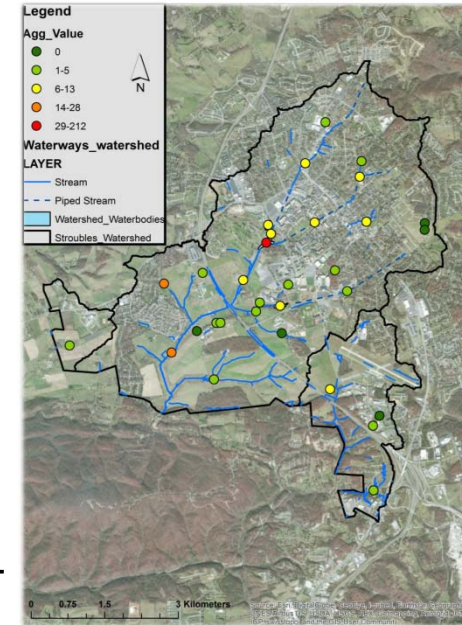 Legend
Agg_Value
0
1-5
6-13
14-28
29-212
N
Waterways_watershed
LAYER
Stream
Piped Stream
Watershed_Waterbodies
Stroubles_Watershed
0 0.75 1.5 3 Kilometers